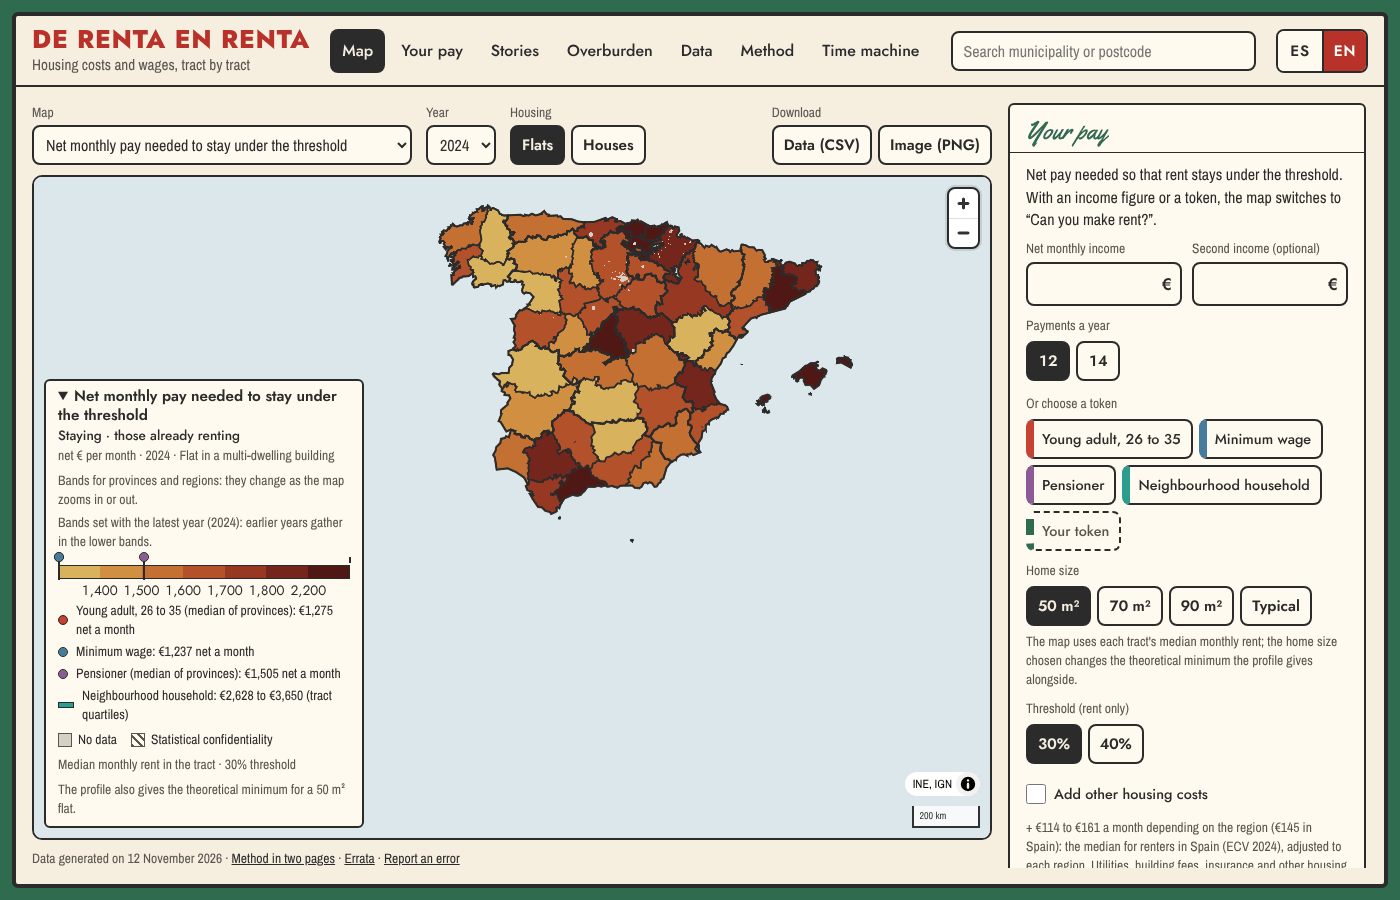 DE RENTA EN RENTA
Housing costs and wages, tract by tract
Map
Your pay
Stories
Overburden
Data
Method
Time machine
Search municipality or postcode
ES
EN
Map
Net monthly pay needed to stay under the threshold
Year
2024
Housing
Flats
Houses
Download
Data (CSV)
Image (PNG)
+
−
▼ Net monthly pay needed to stay under
the threshold
Staying · those already renting
net € per month · 2024 · Flat in a multi-dwelling building
Bands for provinces and regions: they change as the map
zooms in or out.
Bands set with the latest year (2024): earlier years gather
in the lower bands.
1,400 1,500 1,600 1,700 1,800 2,200
Young adult, 26 to 35 (median of provinces): €1,275
net a month
Minimum wage: €1,237 net a month
Pensioner (median of provinces): €1,505 net a month
Neighbourhood household: €2,628 to €3,650 (tract
quartiles)
No data
Statistical confidentiality
Median monthly rent in the tract · 30% threshold
The profile also gives the theoretical minimum for a 50 m²
flat.
INE, IGN
200 km
Data generated on 12 November 2026 · Method in two pages · Errata · Report an error
Your pay
Net pay needed so that rent stays under the threshold.
With an income figure or a token, the map switches to
“Can you make rent?”.
Net monthly income
€
Second income (optional)
€
Payments a year
12
14
Or choose a token
Young adult, 26 to 35
Minimum wage
Pensioner
Neighbourhood household
Your token
Home size
50 m²
70 m²
90 m²
Typical
The map uses each tract's median monthly rent; the home size
chosen changes the theoretical minimum the profile gives
alongside.
Threshold (rent only)
30%
40%
Add other housing costs
+ €114 to €161 a month depending on the region (€145 in
Spain): the median for renters in Spain (ECV 2024), adjusted to
each region. Utilities, building fees, insurance and other housing